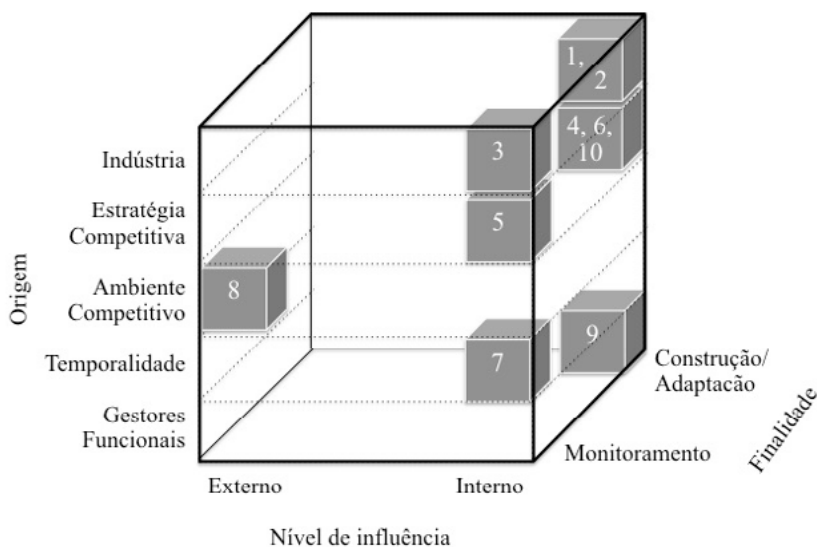 1,
2
4, 6,
10
3
5
8
7
9
Origem
Indústria
Estratégia
Competitiva
Ambiente
Competitivo
Temporalidade
Gestores
Funcionais
Externo
Interno
Nível de influência
Monitoramento
Construção/
Adaptacão
Finalidade